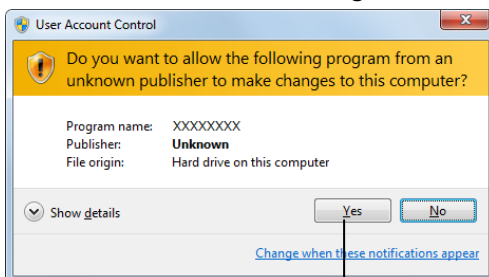 User Account Control
Do you want to allow the following program from an
unknown publisher to make changes to this computer?
Program name: XXXXXXXX
Publisher: Unknown
File origin: Hard drive on this computer
Show details
Yes No
Change when these notifications appear